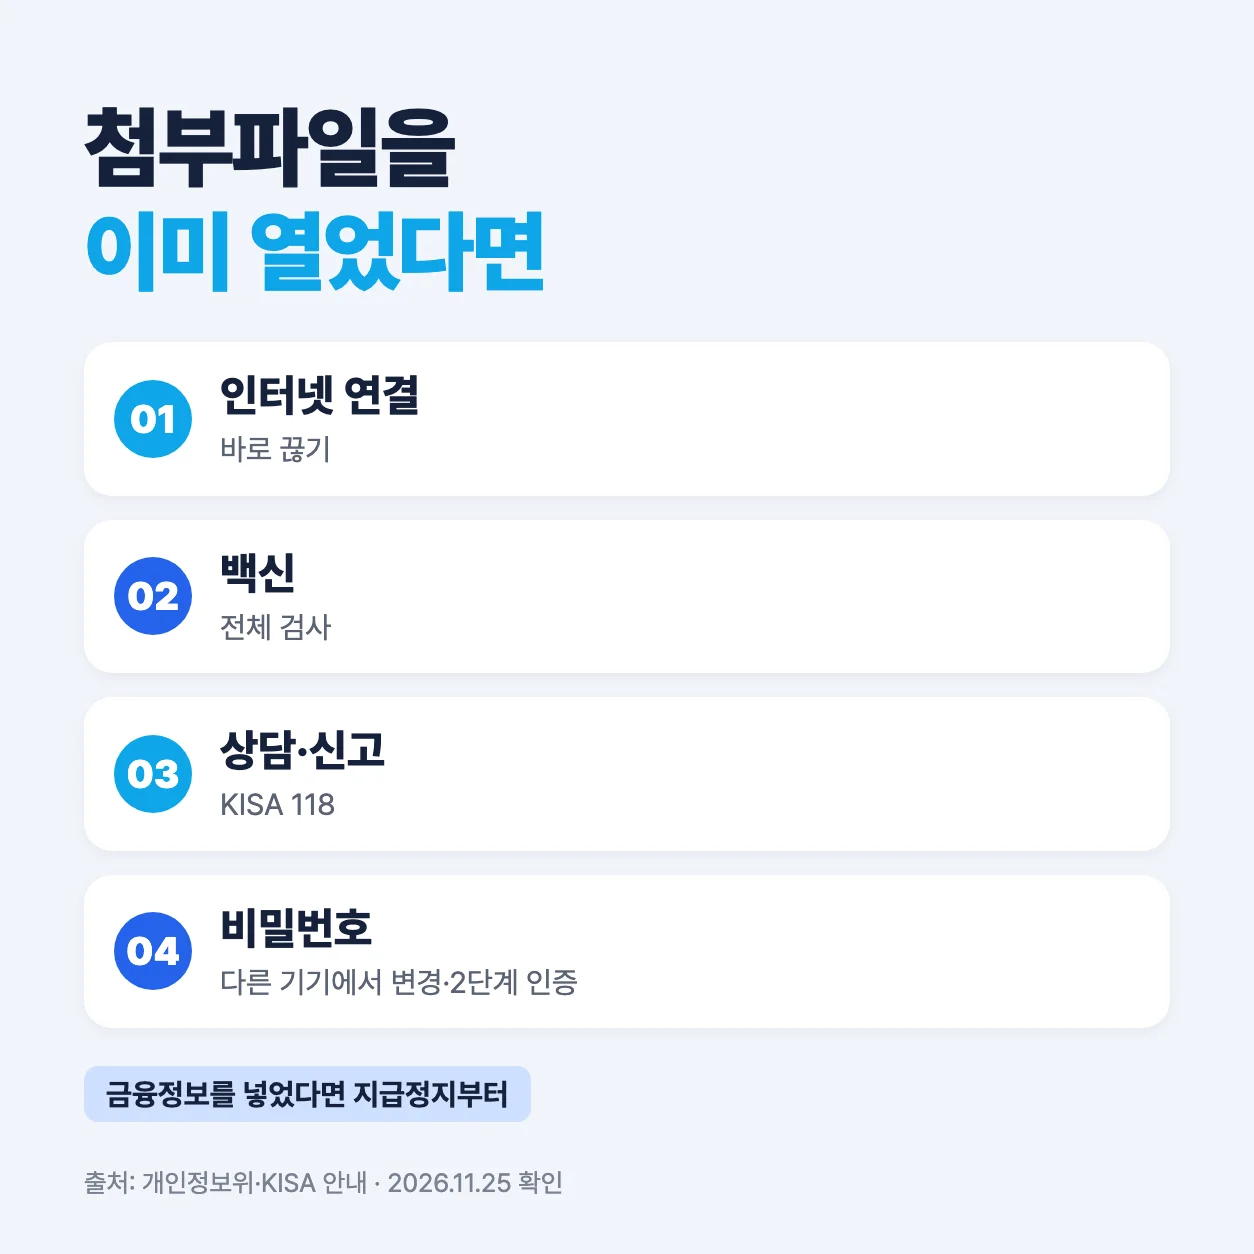 첨부파일을
이미 열었다면
01
인터넷 연결
바로 끊기
02
백신
전체 검사
03
상담·신고
KISA 118
04
비밀번호
다른 기기에서 변경·2단계 인증
금융정보를 넣었다면 지급정지부터
출처: 개인정보위·KISA 안내 · 2026.11.25 확인